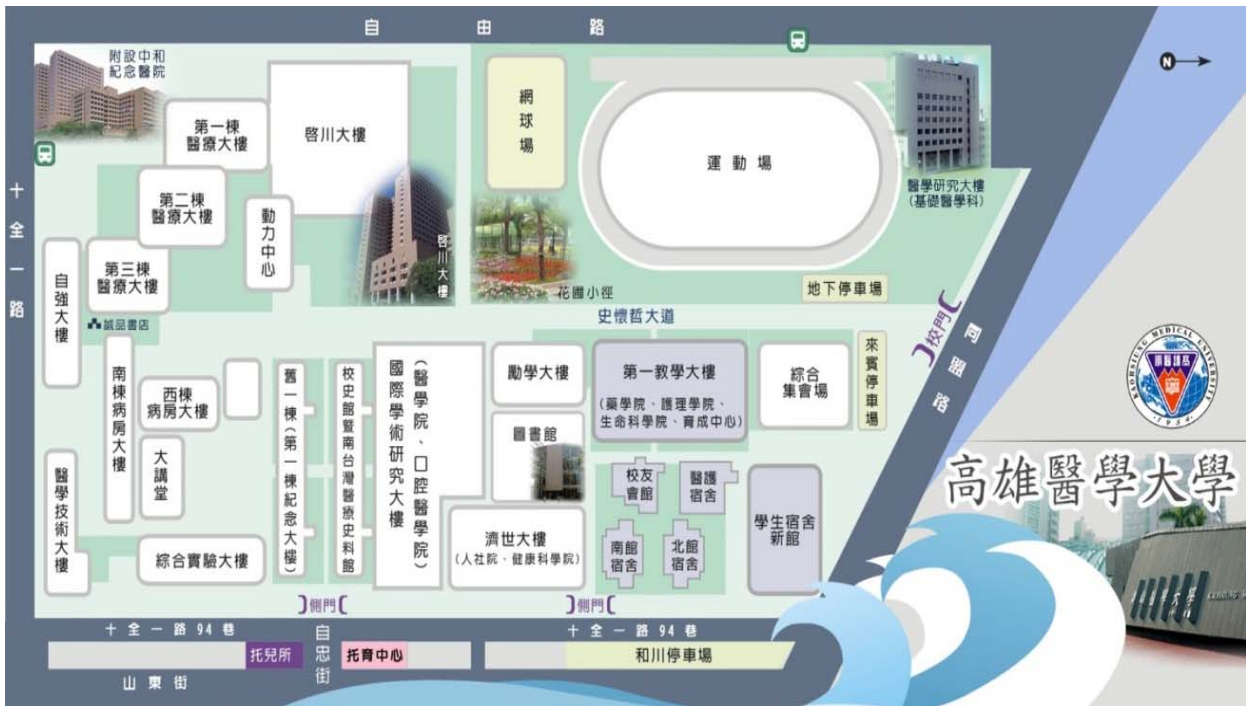 自由路
附設中和
紀念醫院
第一棟
醫療大樓
啓川大樓
網
球
場
運動場
N
醫學研究大樓
(基礎醫學科)
第二棟
醫療大樓
動力中心
啓川大樓
十全一路
自強大樓
第三棟
醫療大樓
誠品書店
花圃小徑
地下停車場
史懷哲大道
校門
同盟路
南棟病房大樓
西棟
病房大樓
舊一棟(第一棟紀念大樓)
校史館暨南台灣醫療史料館
國際學術研究大樓
(醫學院、口腔醫學院)
勵學大樓
第一教學大樓
(藥學院、護理學院、
生命科學院、育成中心)
綜合
集會場
來賓停車場
KAOHSIUNG MEDICAL UNIVERSITY
1954
圖書館
大講堂
醫學技術大樓
校友
會館
醫護
宿舍
高雄醫學大學
學生宿舍
新館
綜合實驗大樓
濟世大樓
(人社院、健康科學院)
南館
宿舍
北館
宿舍
側門
側門
十全一路94巷
自忠街
十全一路94巷
托兒所
托育中心
和川停車場
山東街